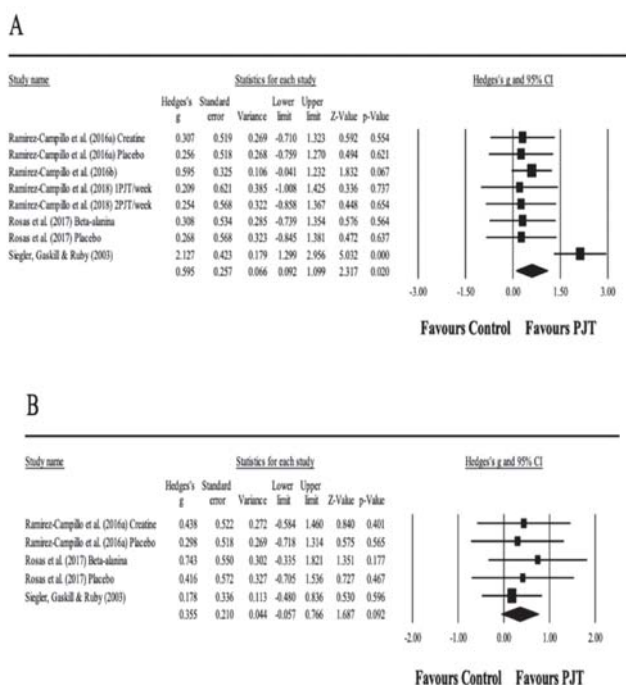 A
Study name Statistics for each study Hedges's g and 95% CI
Hedges's Standard Lower Upper
g error Variance limit limit Z-Value p-Value
Ramirez-Campillo et al. (2016a) Creatine 0.307 0.519 0.269 -0.710 1.323 0.592 0.554
Ramirez-Campillo et al. (2016a) Placebo 0.256 0.518 0.268 -0.759 1.270 0.494 0.621
Ramirez-Campillo et al. (2016b) 0.595 0.325 0.106 -0.041 1.232 1.832 0.067
Ramirez-Campillo et al. (2018) 1PJT/week 0.209 0.621 0.385 -1.008 1.425 0.336 0.737
Ramirez-Campillo et al. (2018) 2PJT/week 0.254 0.568 0.322 -0.858 1.367 0.448 0.654
Rosas et al. (2017) Beta-alanina 0.308 0.534 0.285 -0.739 1.354 0.576 0.564
Rosas et al. (2017) Placebo 0.268 0.568 0.323 -0.845 1.381 0.472 0.637
Siegler, Gaskill & Ruby (2003) 2.127 0.423 0.179 1.299 2.956 5.032 0.000
0.595 0.257 0.066 0.092 1.099 2.317 0.020
-3.00 -1.50 0.00 1.50 3.00
Favours Control Favours PJT
B
Study name Statistics for each study Hedges's g and 95% CI
Hedges's Standard Lower Upper
g error Variance limit limit Z-Value p-Value
Ramirez-Campillo et al. (2016a) Creatine 0.438 0.522 0.272 -0.584 1.460 0.840 0.401
Ramirez-Campillo et al. (2016a) Placebo 0.298 0.518 0.269 -0.718 1.314 0.575 0.565
Rosas et al. (2017) Beta-alanina 0.743 0.550 0.302 -0.335 1.821 1.351 0.177
Rosas et al. (2017) Placebo 0.416 0.572 0.327 -0.705 1.536 0.727 0.467
Siegler, Gaskill & Ruby (2003) 0.178 0.336 0.113 -0.480 0.836 0.530 0.596
0.355 0.210 0.044 -0.057 0.766 1.687 0.092
-2.00 -1.00 0.00 1.00 2.00
Favours Control Favours PJT